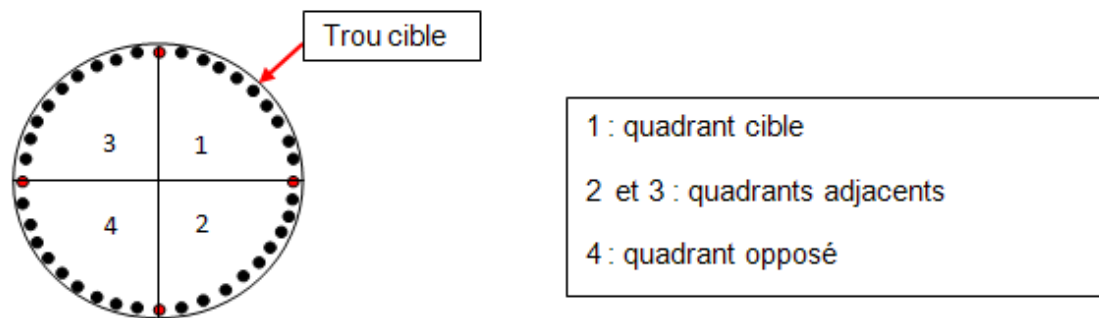 Trou cible
3 1
4 2
1 : quadrant cible
2 et 3 : quadrants adjacents
4 : quadrant opposé